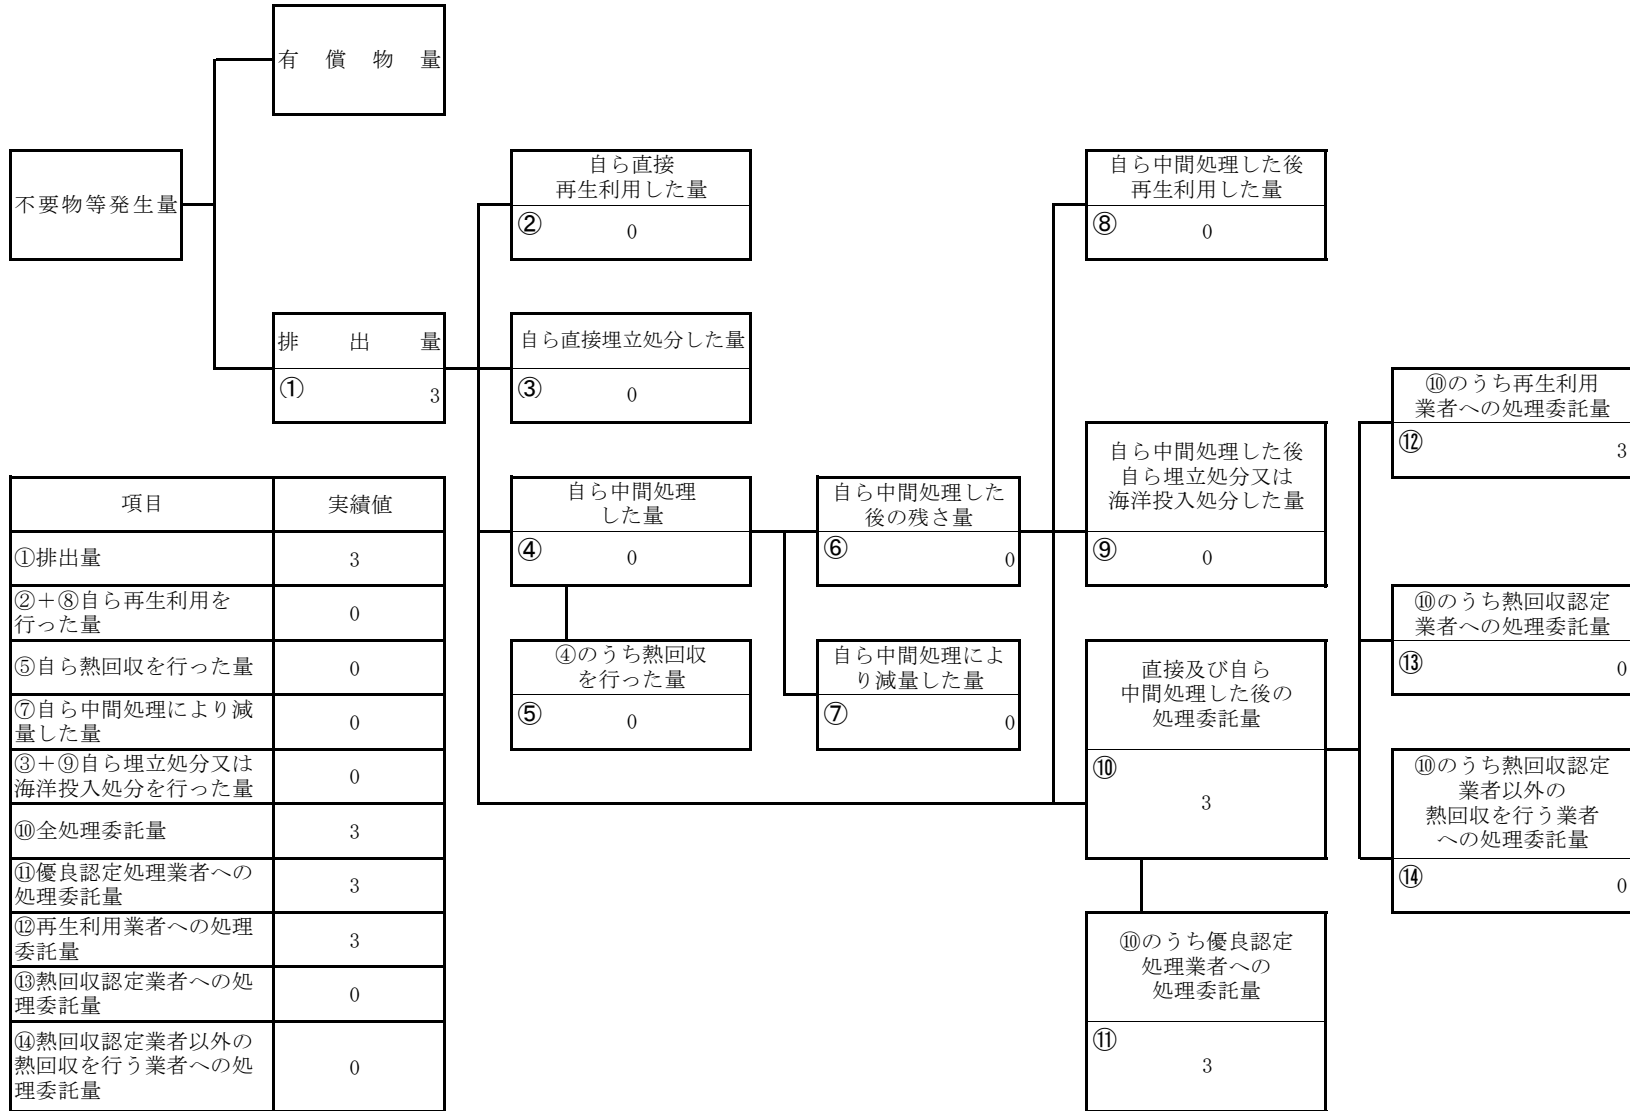 有償物量
不要物等発生量
排出量
① 3
自ら直接
再生利用した量
② 0
自ら直接埋立処分した量
③ 0
自ら中間処理
した量
④ 0
④のうち熱回収
を行った量
⑤ 0
自ら中間処理した
後の残さ量
⑥ 0
自ら中間処理によ
り減量した量
⑦ 0
自ら中間処理した後
再生利用した量
⑧ 0
自ら中間処理した後
自ら埋立処分又は
海洋投入処分した量
⑨ 0
直接及び自ら
中間処理した後の
処理委託量
⑩
3
⑩のうち優良認定
処理業者への
処理委託量
⑪
3
⑩のうち再生利用
業者への処理委託量
⑫ 3
⑩のうち熱回収認定
業者への処理委託量
⑬ 0
⑩のうち熱回収認定
業者以外の
熱回収を行う業者
への処理委託量
⑭ 0
項目 実績値
①排出量 3
②+⑧自ら再生利用を
行った量 0
⑤自ら熱回収を行った量 0
⑦自ら中間処理により減
量した量 0
③+⑨自ら埋立処分又は
海洋投入処分を行った量 0
⑩全処理委託量 3
⑪優良認定処理業者への
処理委託量 3
⑫再生利用業者への処理
委託量 3
⑬熱回収認定業者への処
理委託量 0
⑭熱回収認定業者以外の
熱回収を行う業者への処
理委託量 0